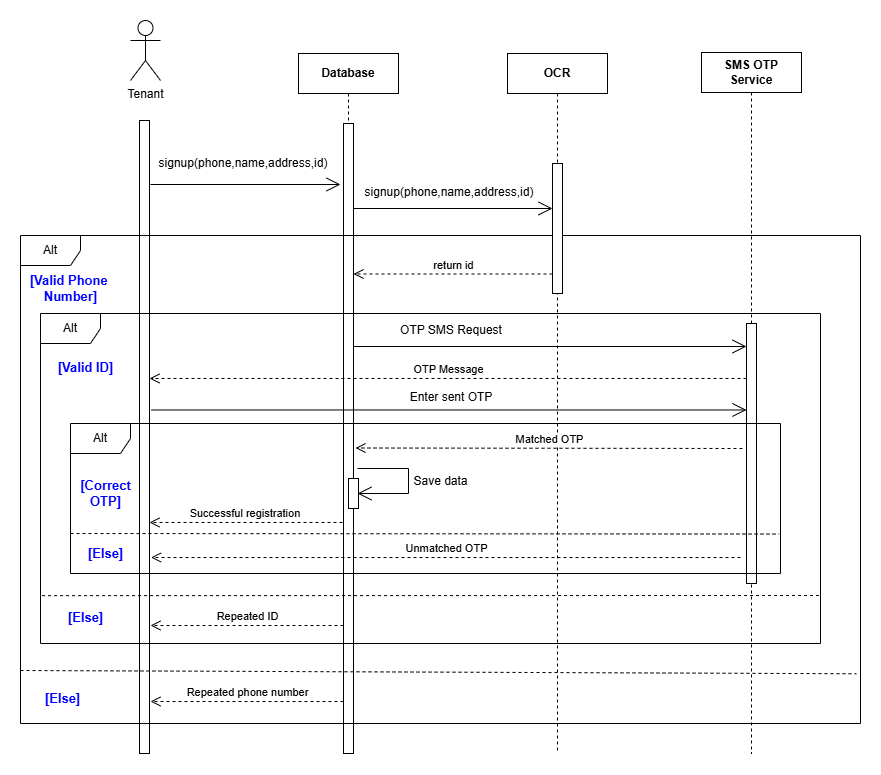 Tenant
Database
OCR
SMS OTP
Service
signup(phone,name,address,id)
signup(phone,name,address,id)
Alt
return id
[Valid Phone
Number]
Alt
OTP SMS Request
[Valid ID]
OTP Message
Enter sent OTP
Alt
Matched OTP
[Correct
OTP]
Save data
Successful registration
[Else]
Unmatched OTP
[Else]
Repeated ID
[Else]
Repeated phone number